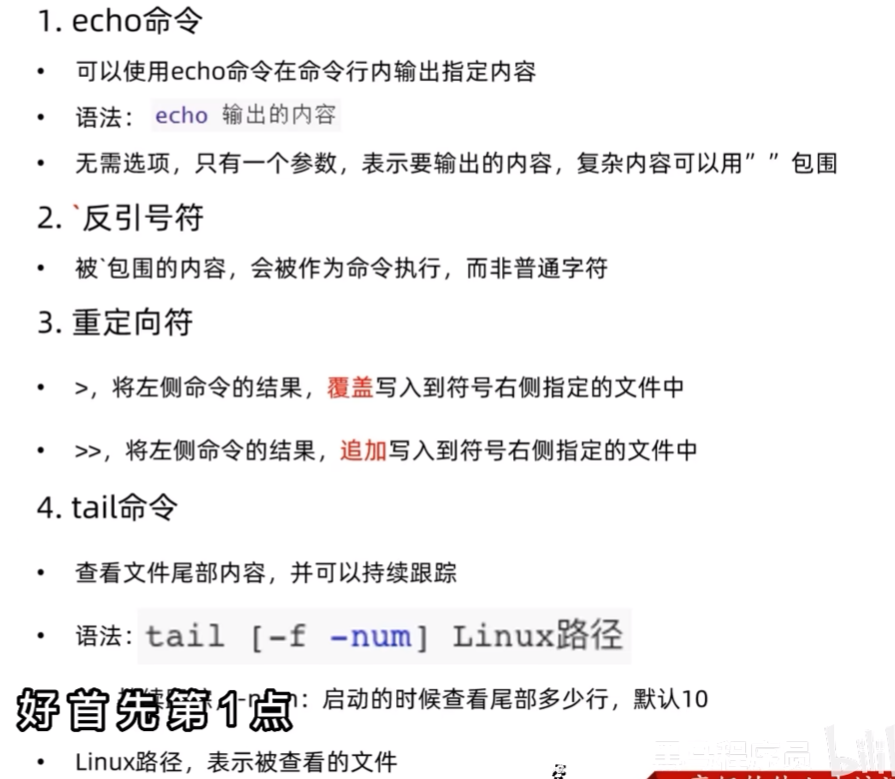 1. echo命令
• 可以使用echo命令在命令行内输出指定内容
• 语法： echo 输出的内容
• 无需选项，只有一个参数，表示要输出的内容，复杂内容可以用” ” 包围
2. `反引号符
• 被`包围的内容，会被作为命令执行，而非普通字符
3. 重定向符
• >，将左侧命令的结果，覆盖写入到符号右侧指定的文件中
• >>，将左侧命令的结果，追加写入到符号右侧指定的文件中
4. tail命令
• 查看文件尾部内容，并可以持续跟踪
• 语法： tail [-f -num] Linux路径
：启动的时候查看尾部多少行，默认10
好首先第1点
• Linux路径，表示被查看的文件